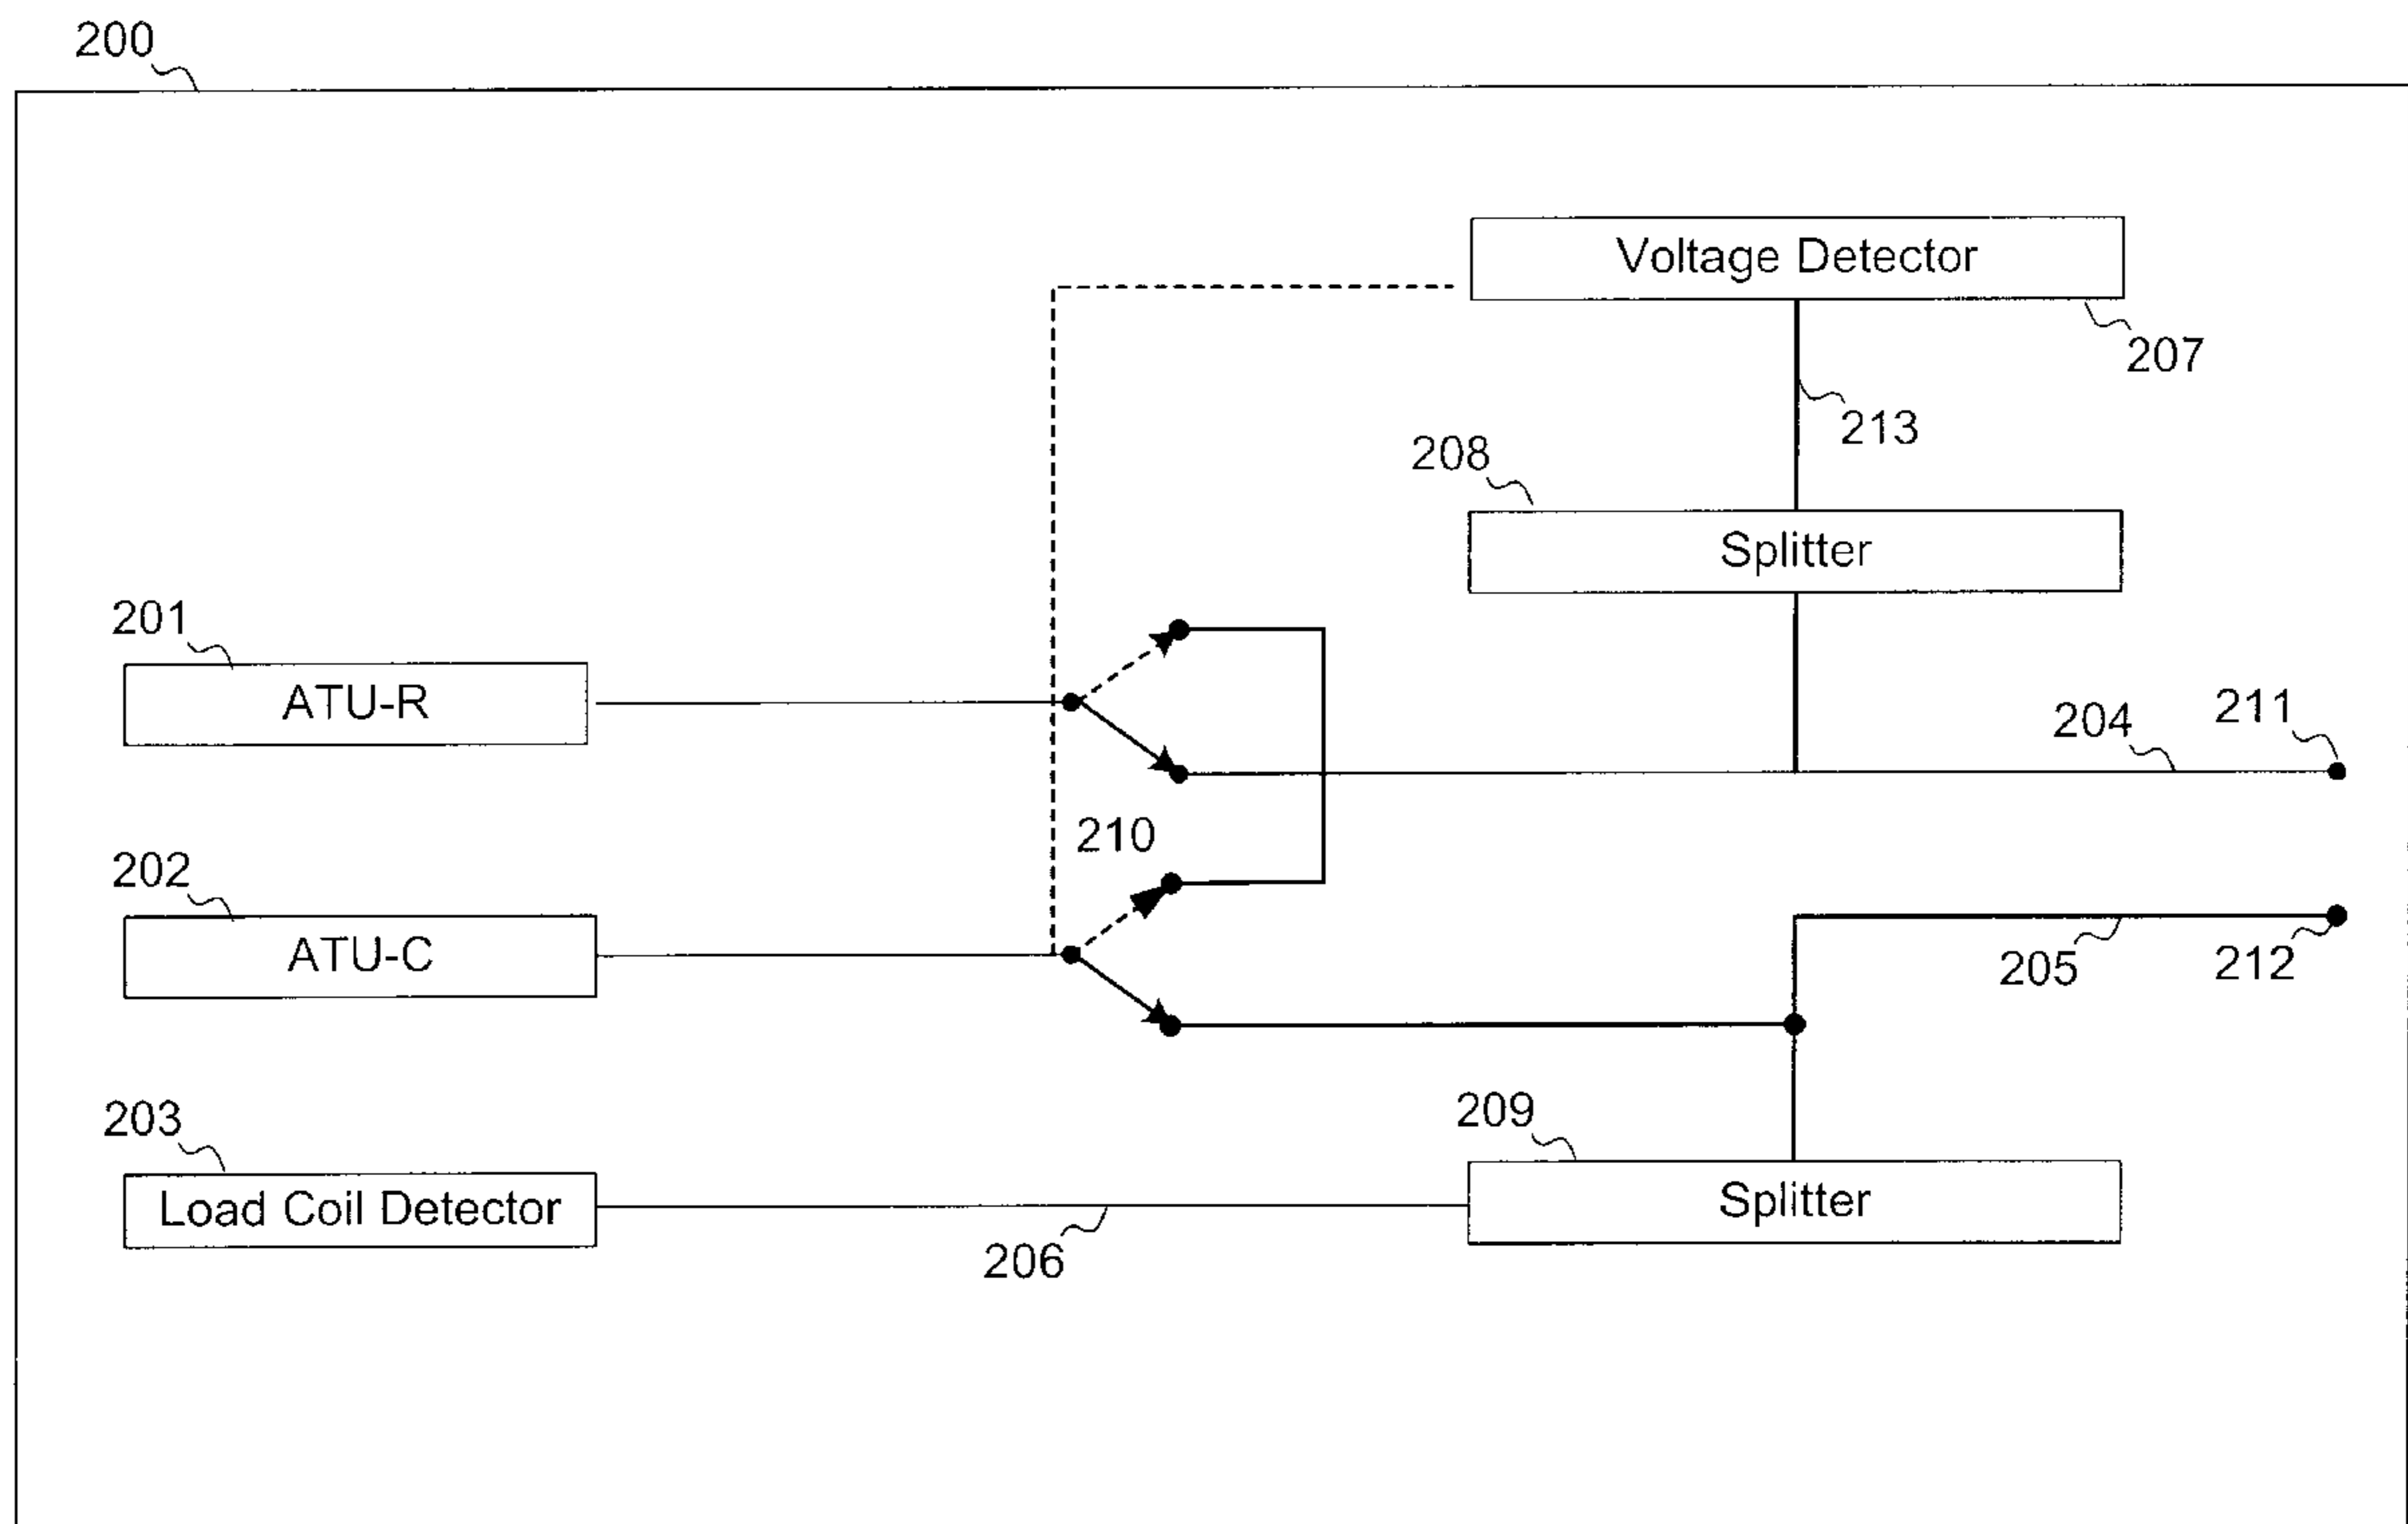 200
Voltage Detector
207
213
208
Splitter
201
ATU-R
204
211
210
202
ATU-C
205
212
203
Load Coil Detector
206
209
Splitter